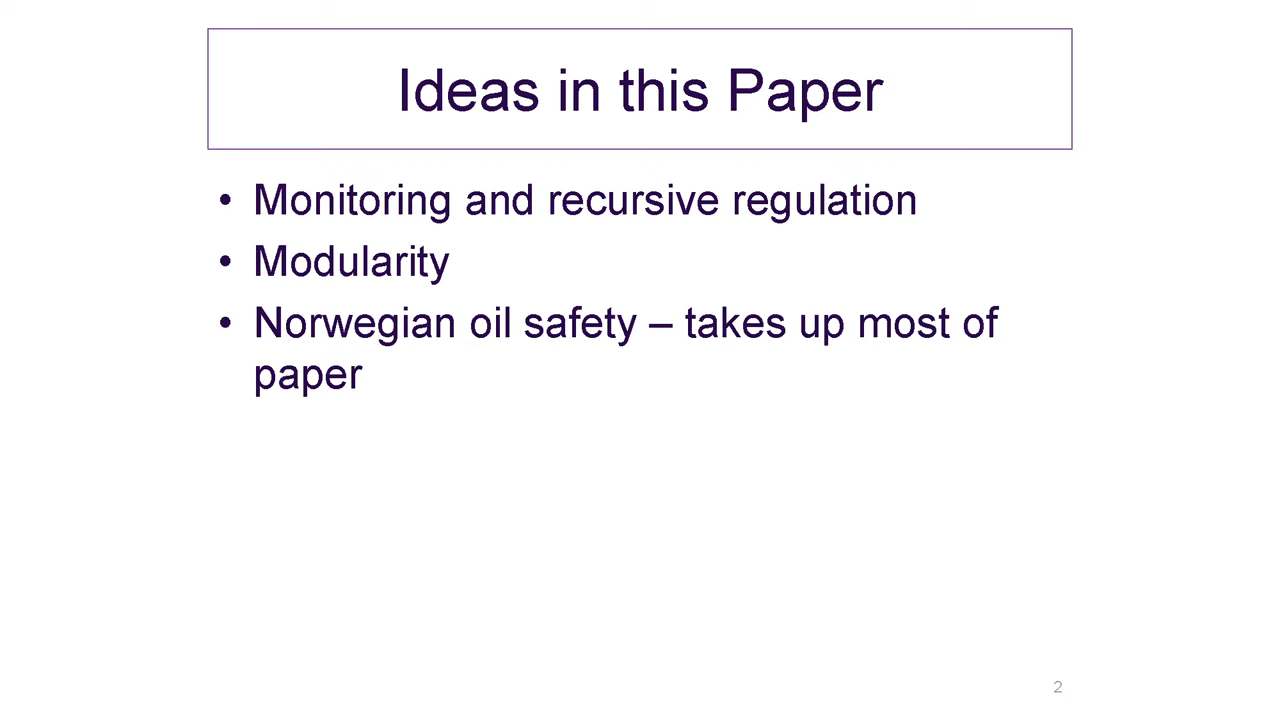 Ideas in this Paper
• Monitoring and recursive regulation
• Modularity
• Norwegian oil safety – takes up most of
paper
2